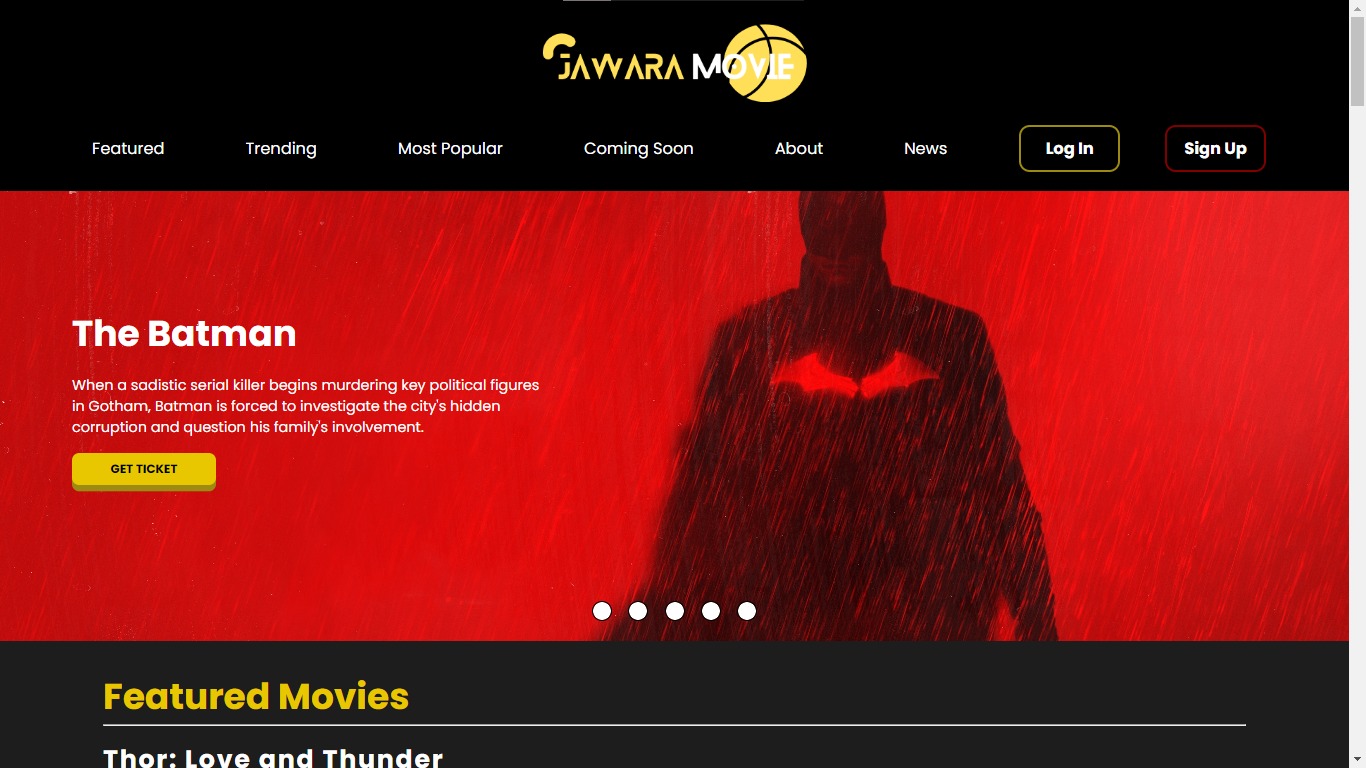 JAWARA MOVIE
Featured Trending Most Popular Coming Soon About News Log In Sign Up
The Batman
When a sadistic serial killer begins murdering key political figures
in Gotham, Batman is forced to investigate the city's hidden
corruption and question his family's involvement.
GET TICKET
Featured Movies
Thor: Love and Thunder